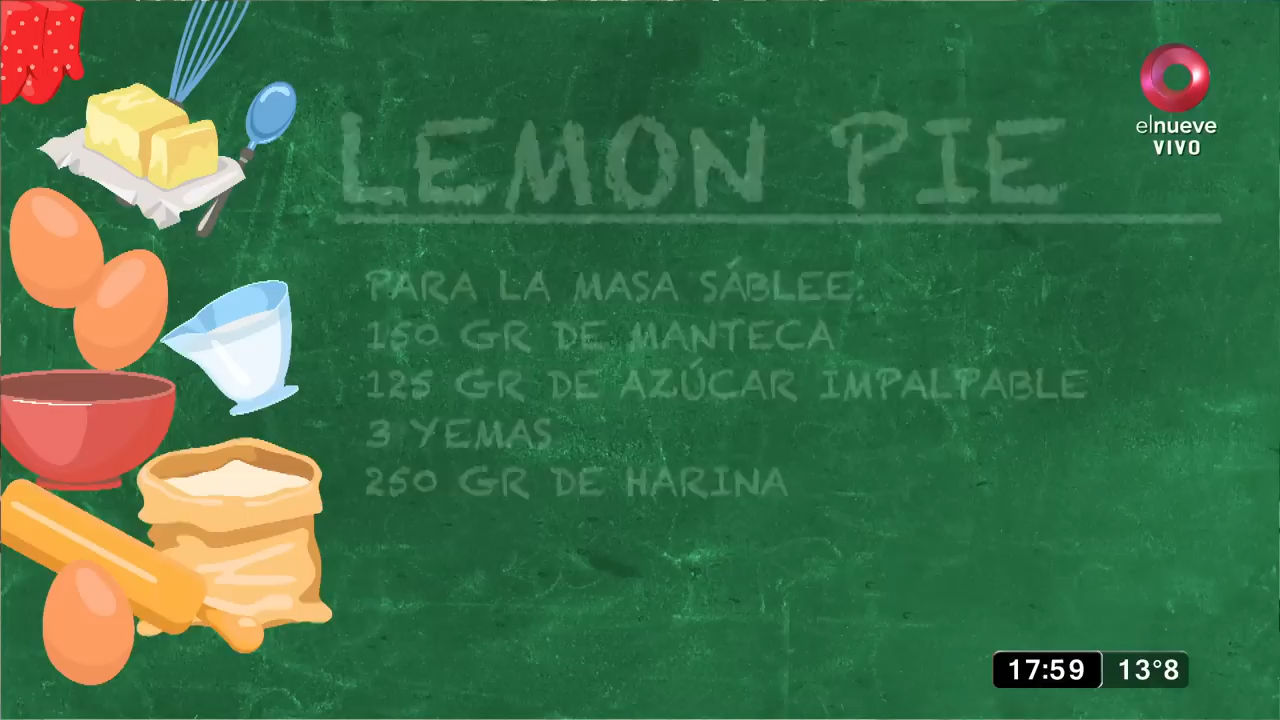 LEMON PIE
PARA LA MASA SÁBLEE:
150 GR DE MANTECA
125 GR DE AZÚCAR IMPALPABLE
3 YEMAS
250 GR DE HARINA
elnueve
VIVO
17:59 13°8